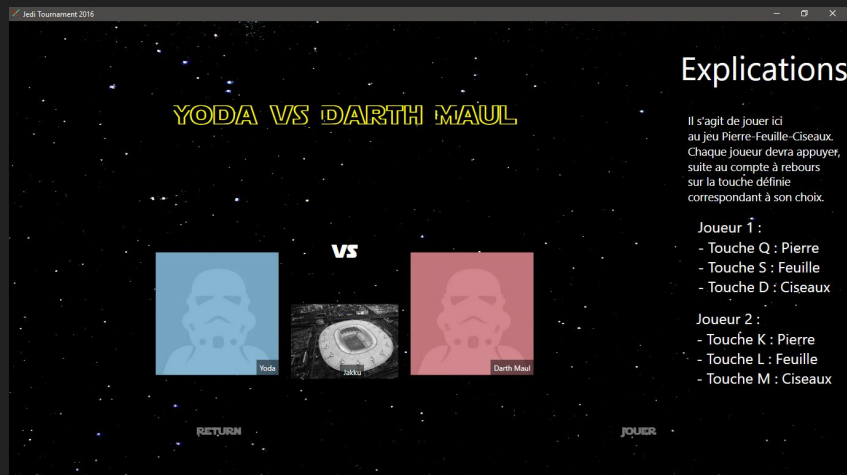 Jedi Tournament 2016
YODA VS DARTH MAUL
VS
Yoda
Jakku
Darth Maul
RETURN
JOUER
Explications
Il s'agit de jouer ici
au jeu Pierre-Feuille-Ciseaux.
Chaque joueur devra appuyer,
suite au compte à rebours
sur la touche définie
correspondant à son choix.
Joueur 1 :
- Touche Q : Pierre
- Touche S : Feuille
- Touche D : Ciseaux
Joueur 2 :
- Touche K : Pierre
- Touche L : Feuille
- Touche M : Ciseaux